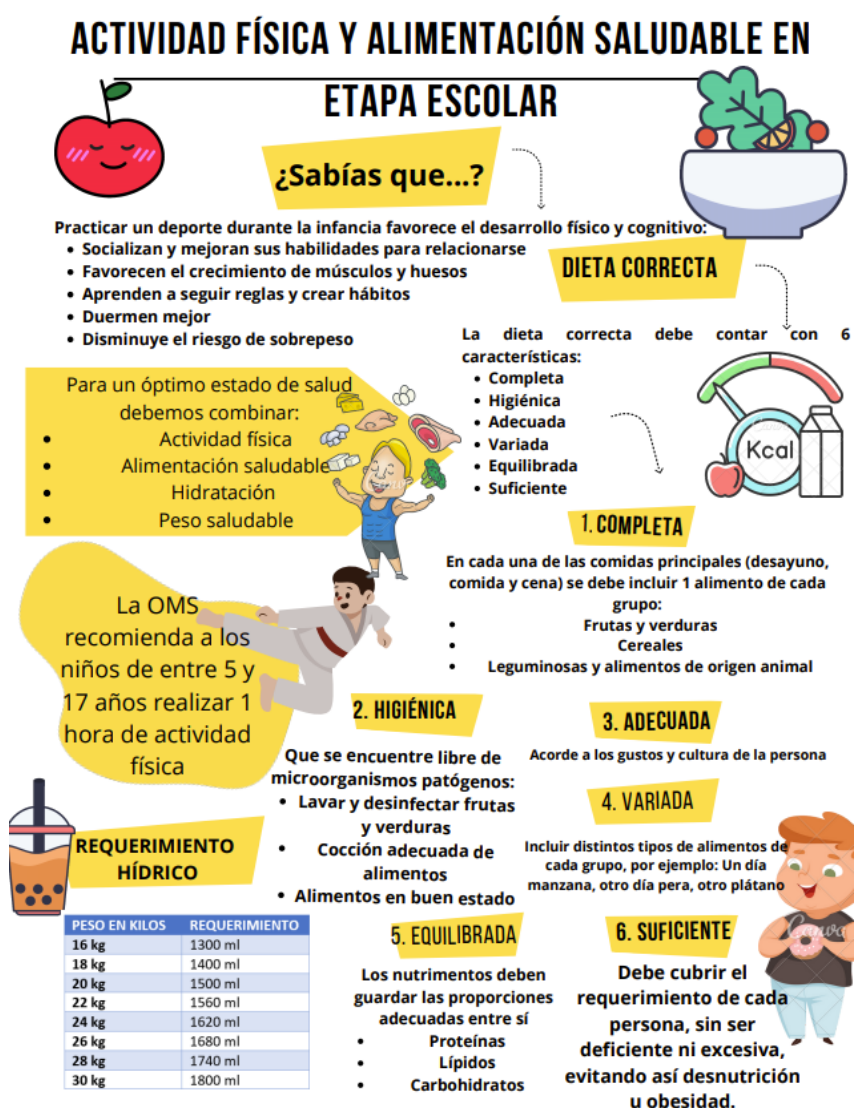 ACTIVIDAD FÍSICA Y ALIMENTACIÓN SALUDABLE EN
ETAPA ESCOLAR
¿Sabías que...?
Practicar un deporte durante la infancia favorece el desarrollo físico y cognitivo:
• Socializan y mejoran sus habilidades para relacionarse
• Favorecen el crecimiento de músculos y huesos
• Aprenden a seguir reglas y crear hábitos
• Duermen mejor
• Disminuye el riesgo de sobrepeso
DIETA CORRECTA
La dieta correcta debe contar con 6
características:
• Completa
• Higiénica
• Adecuada
• Variada
• Equilibrada
• Suficiente
Kcal
Para un óptimo estado de salud
debemos combinar:
• Actividad física
• Alimentación saludable
• Hidratación
• Peso saludable
1. COMPLETA
En cada una de las comidas principales (desayuno,
comida y cena) se debe incluir 1 alimento de cada
grupo:
• Frutas y verduras
• Cereales
• Leguminosas y alimentos de origen animal
La OMS
recomienda a los
niños de entre 5 y
17 años realizar 1
hora de actividad
física
2. HIGIÉNICA
Que se encuentre libre de
microorganismos patógenos:
• Lavar y desinfectar frutas
y verduras
• Cocción adecuada de
alimentos
• Alimentos en buen estado
3. ADECUADA
Acorde a los gustos y cultura de la persona
4. VARIADA
Incluir distintos tipos de alimentos de
cada grupo, por ejemplo: Un día
manzana, otro día pera, otro plátano
REQUERIMIENTO
HÍDRICO
PESO EN KILOS REQUERIMIENTO
16 kg 1300 ml
18 kg 1400 ml
20 kg 1500 ml
22 kg 1560 ml
24 kg 1620 ml
26 kg 1680 ml
28 kg 1740 ml
30 kg 1800 ml
5. EQUILIBRADA
Los nutrimentos deben
guardar las proporciones
adecuadas entre sí
• Proteínas
• Lípidos
• Carbohidratos
6. SUFICIENTE
Debe cubrir el
requerimiento de cada
persona, sin ser
deficiente ni excesiva,
evitando así desnutrición
u obesidad.
Canva